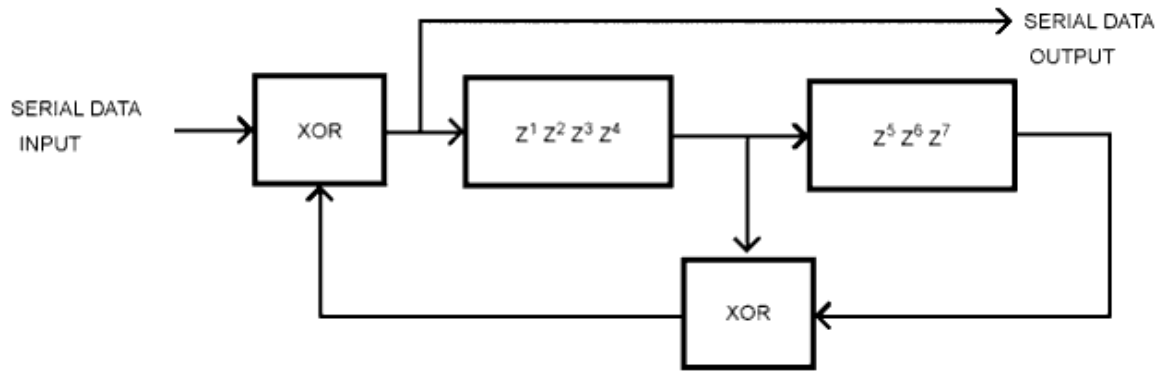 SERIAL DATA
OUTPUT
SERIAL DATA
INPUT
XOR
Z¹ Z² Z³ Z⁴
Z⁵ Z⁶ Z⁷
XOR